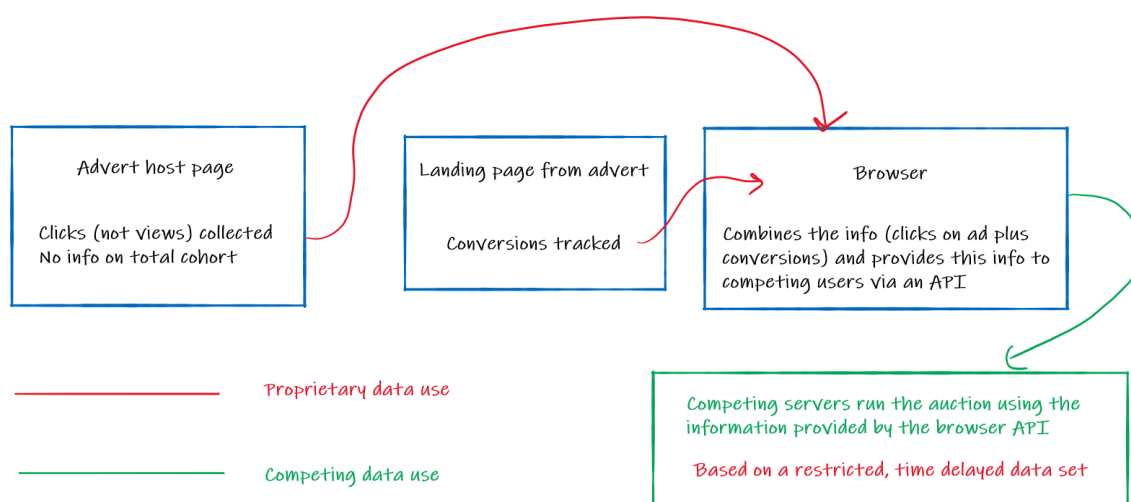 Advert host page
Clicks (not views) collected
No info on total cohort
Landing page from advert
Conversions tracked
Browser
Combines the info (clicks on ad plus
conversions) and provides this info to
competing users via an API
Proprietary data use
Competing data use
Competing servers run the auction using the
information provided by the browser API
Based on a restricted, time delayed data set